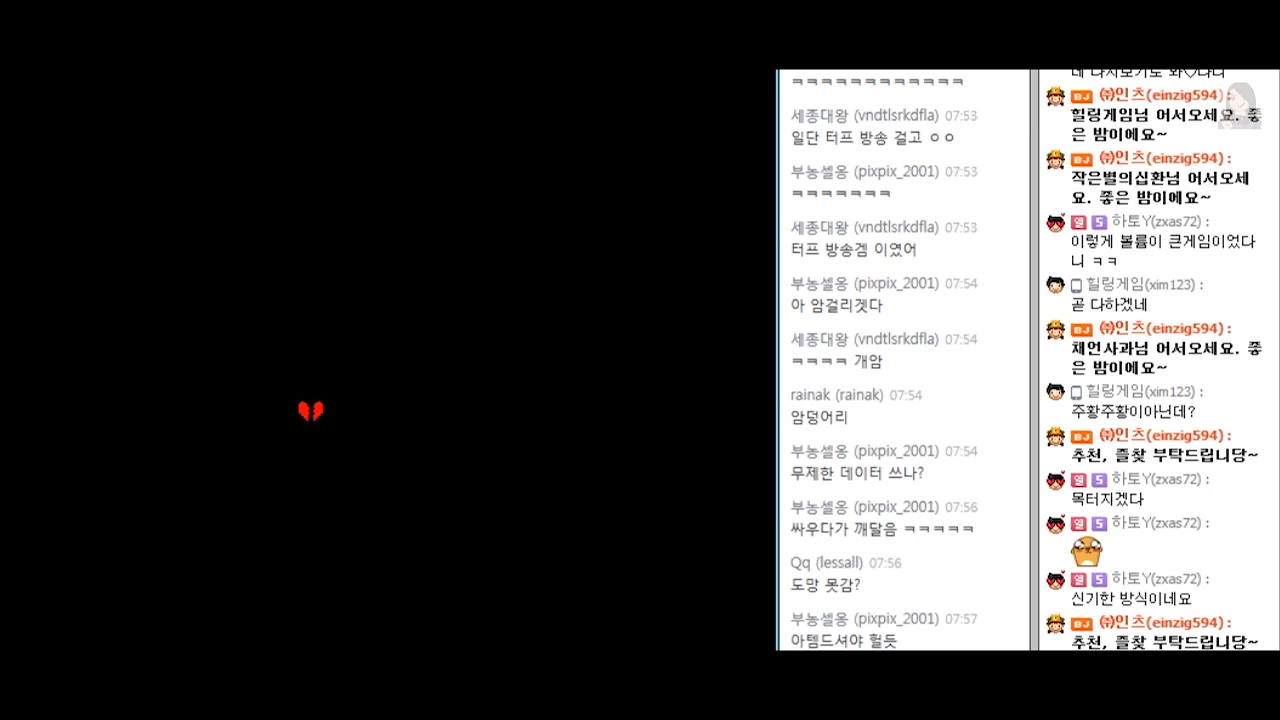 ㅋㅋㅋㅋㅋㅋㅋㅋㅋㅋㅋㅋ
세종대왕 (vndtlsrkdfla) 07:53
일단 터프 방송 걸고 ㅇㅇ
부농셀옹 (pixpix_2001) 07:53
ㅋㅋㅋㅋㅋㅋㅋ
세종대왕 (vndtlsrkdfla) 07:53
터프 방송겜 이였어
부농셀옹 (pixpix_2001) 07:54
아 암걸리겟다
세종대왕 (vndtlsrkdfla) 07:54
ㅋㅋㅋㅋ 개암
rainak (rainak) 07:54
암덩어리
부농셀옹 (pixpix_2001) 07:54
무제한 데이터 쓰나?
부농셀옹 (pixpix_2001) 07:56
싸우다가 깨달음 ㅋㅋㅋㅋㅋ
Qq (lessall) 07:56
도망 못감?
부농셀옹 (pixpix_2001) 07:57
아템드셔야 헐듯
BJ ㈜인츠(einzig594) :
힐링게임님 어서오세요. 좋
은 밤이에요~
BJ ㈜인츠(einzig594) :
작은별의십환님 어서오세
요. 좋은 밤이에요~
열 S 하토Y(zxas72) :
이렇게 볼륨이 큰게임이었다
니 ㅋㅋ
힐링게임(xim123) :
곧 다하겠네
BJ ㈜인츠(einzig594) :
채언사과님 어서오세요. 좋
은 밤이에요~
힐링게임(xim123) :
주황주황이아닌데?
BJ ㈜인츠(einzig594) :
추천, 즐찾 부탁드립니당~
열 S 하토Y(zxas72) :
목터지겠다
열 S 하토Y(zxas72) :
열 S 하토Y(zxas72) :
신기한 방식이네요
BJ ㈜인츠(einzig594) :
추천, 즐찾 부탁드립니당~